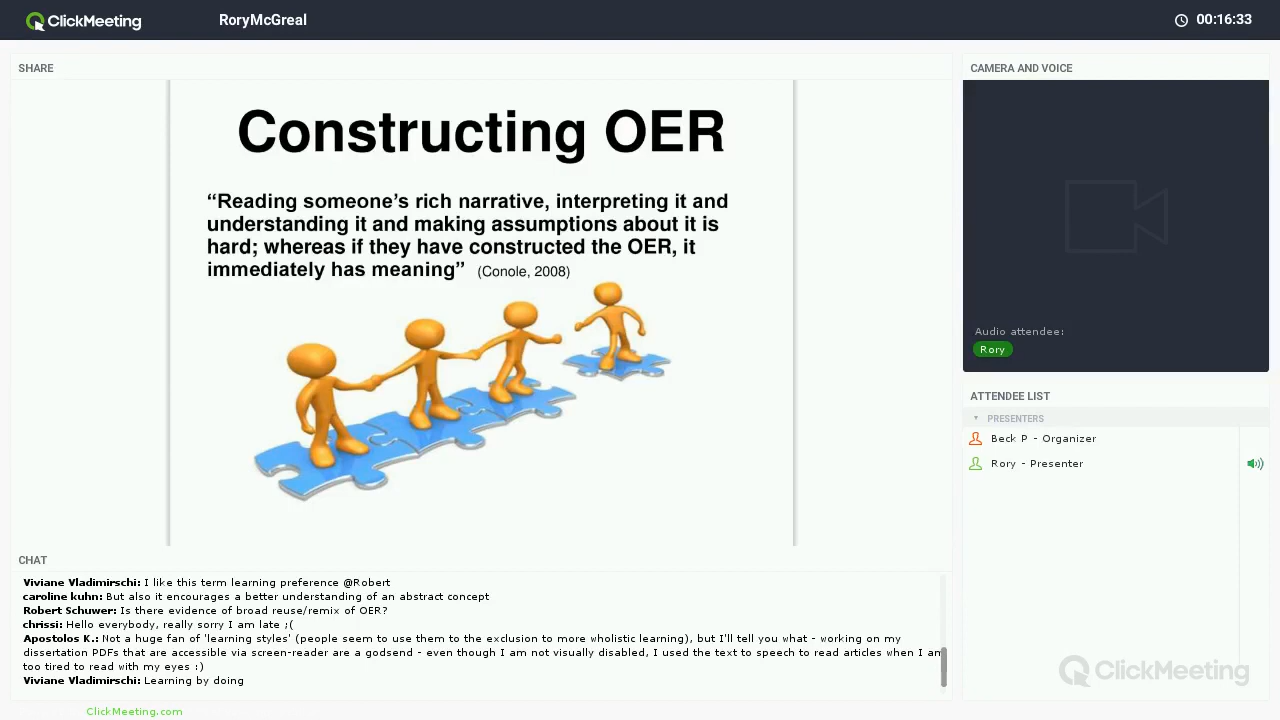 ClickMeeting
RoryMcGreal
00:16:33
SHARE
Constructing OER
“Reading someone’s rich narrative, interpreting it and
understanding it and making assumptions about it is
hard; whereas if they have constructed the OER, it
immediately has meaning” (Conole, 2008)
CHAT
Viviane Vladimirschi: I like this term learning preference @Robert
caroline kuhn: But also it encourages a better understanding of an abstract concept
Robert Schuwer: Is there evidence of broad reuse/remix of OER?
chrissi: Hello everybody, really sorry I am late ;(
Apostolos K.: Not a huge fan of 'learning styles' (people seem to use them to the exclusion to more wholistic learning), but I'll tell you what - working on my
dissertation PDFs that are accessible via screen-reader are a godsend - even though I am not visually disabled, I used the text to speech to read articles when I am
too tired to read with my eyes :)
Viviane Vladimirschi: Learning by doing
ClickMeeting.com
CAMERA AND VOICE
Audio attendee:
Rory
ATTENDEE LIST
PRESENTERS
Beck P - Organizer
Rory - Presenter
ClickMeeting